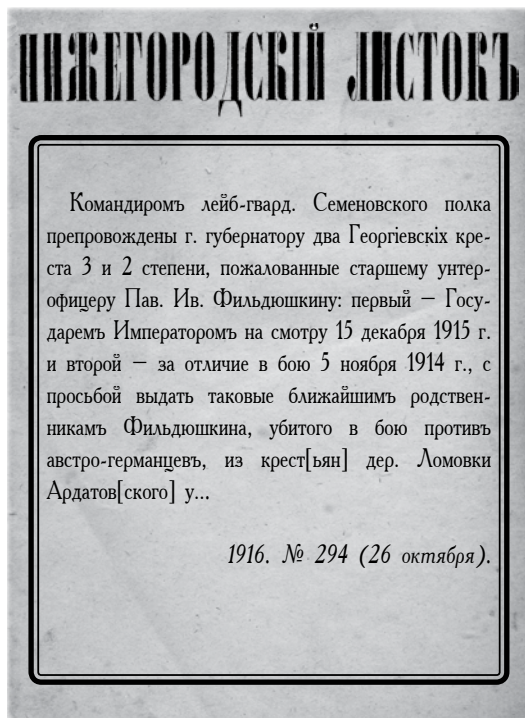 НИЖЕГОРОДСКІЙ ЛИСТОКЪ
Командиромъ лейб-гвард. Семеновского полка
препровождены г. губернатору два Георгіевскіх кре-
ста 3 и 2 степени, пожалованные старшему унтер-
офицеру Пав. Ив. Фильдюшкину: первый — Госу-
даремъ Императоромъ на смотру 15 декабря 1915 г.
и второй — за отличие в бою 5 ноября 1914 г., с
просьбой выдать таковые ближайшимъ родствен-
никамъ Фильдюшкина, убитого в бою противъ
австро-германцевъ, из крест[ьян] дер. Ломовки
Ардатов[ского] у...
1916. № 294 (26 октября).